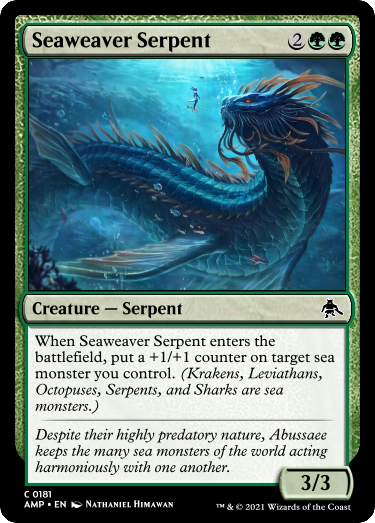 Seaweaver Serpent 2
Creature — Serpent
When Seaweaver Serpent enters the
battlefield, put a +1/+1 counter on target sea
monster you control. (Krakens, Leviathans,
Octopuses, Serpents, and Sharks are sea
monsters.)
Despite their highly predatory nature, Abussaee
keeps the many sea monsters of the world acting
harmoniously with one another.
3/3
C 0181
AMP • EN Nathaniel Himawan
™ & © 2021 Wizards of the Coast